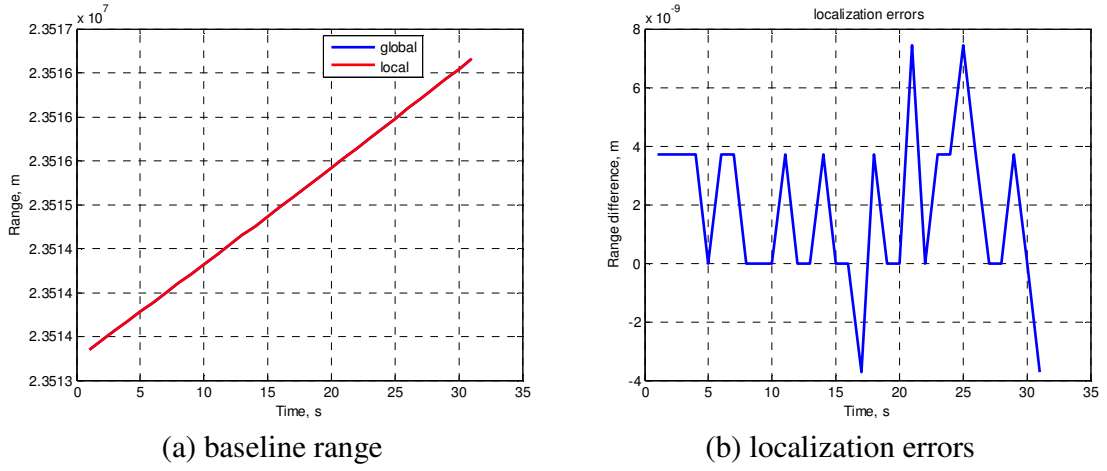 x 10^7
2.3517
2.3516
2.3516
2.3516
2.3515
2.3514
2.3514
2.3514
2.3513
0 5 10 15 20 25 30 35
Range, m
Time, s
global
local
(a) baseline range
x 10^-9
localization errors
8
6
4
2
0
-2
-4
0 5 10 15 20 25 30 35
Range difference, m
Time, s
(b) localization errors